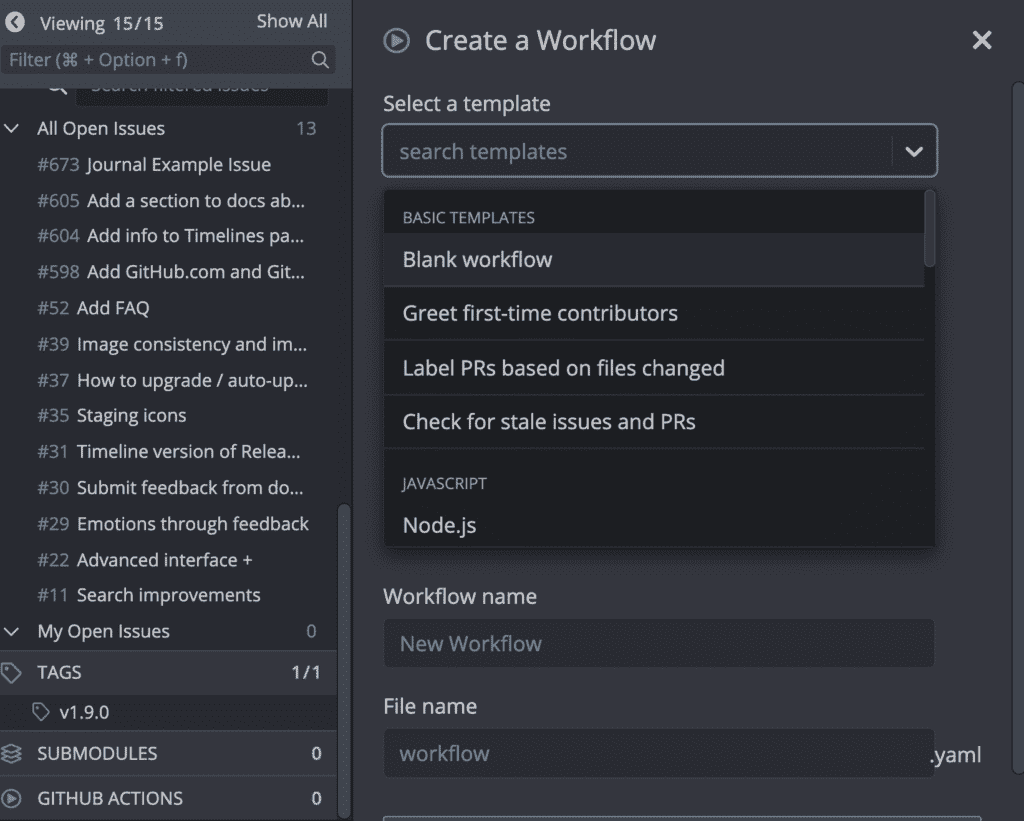 Viewing 15/15 Show All
Filter (⌘ + Option + f)
Search filtered issues
All Open Issues 13
#673 Journal Example Issue
#605 Add a section to docs ab...
#604 Add info to Timelines pa...
#598 Add GitHub.com and Git...
#52 Add FAQ
#39 Image consistency and im...
#37 How to upgrade / auto-up...
#35 Staging icons
#31 Timeline version of Relea...
#30 Submit feedback from do...
#29 Emotions through feedback
#22 Advanced interface +
#11 Search improvements
My Open Issues 0
TAGS 1/1
v1.9.0
SUBMODULES 0
GITHUB ACTIONS 0
Create a Workflow
Select a template
search templates
BASIC TEMPLATES
Blank workflow
Greet first-time contributors
Label PRs based on files changed
Check for stale issues and PRs
JAVASCRIPT
Node.js
Workflow name
New Workflow
File name
workflow .yaml